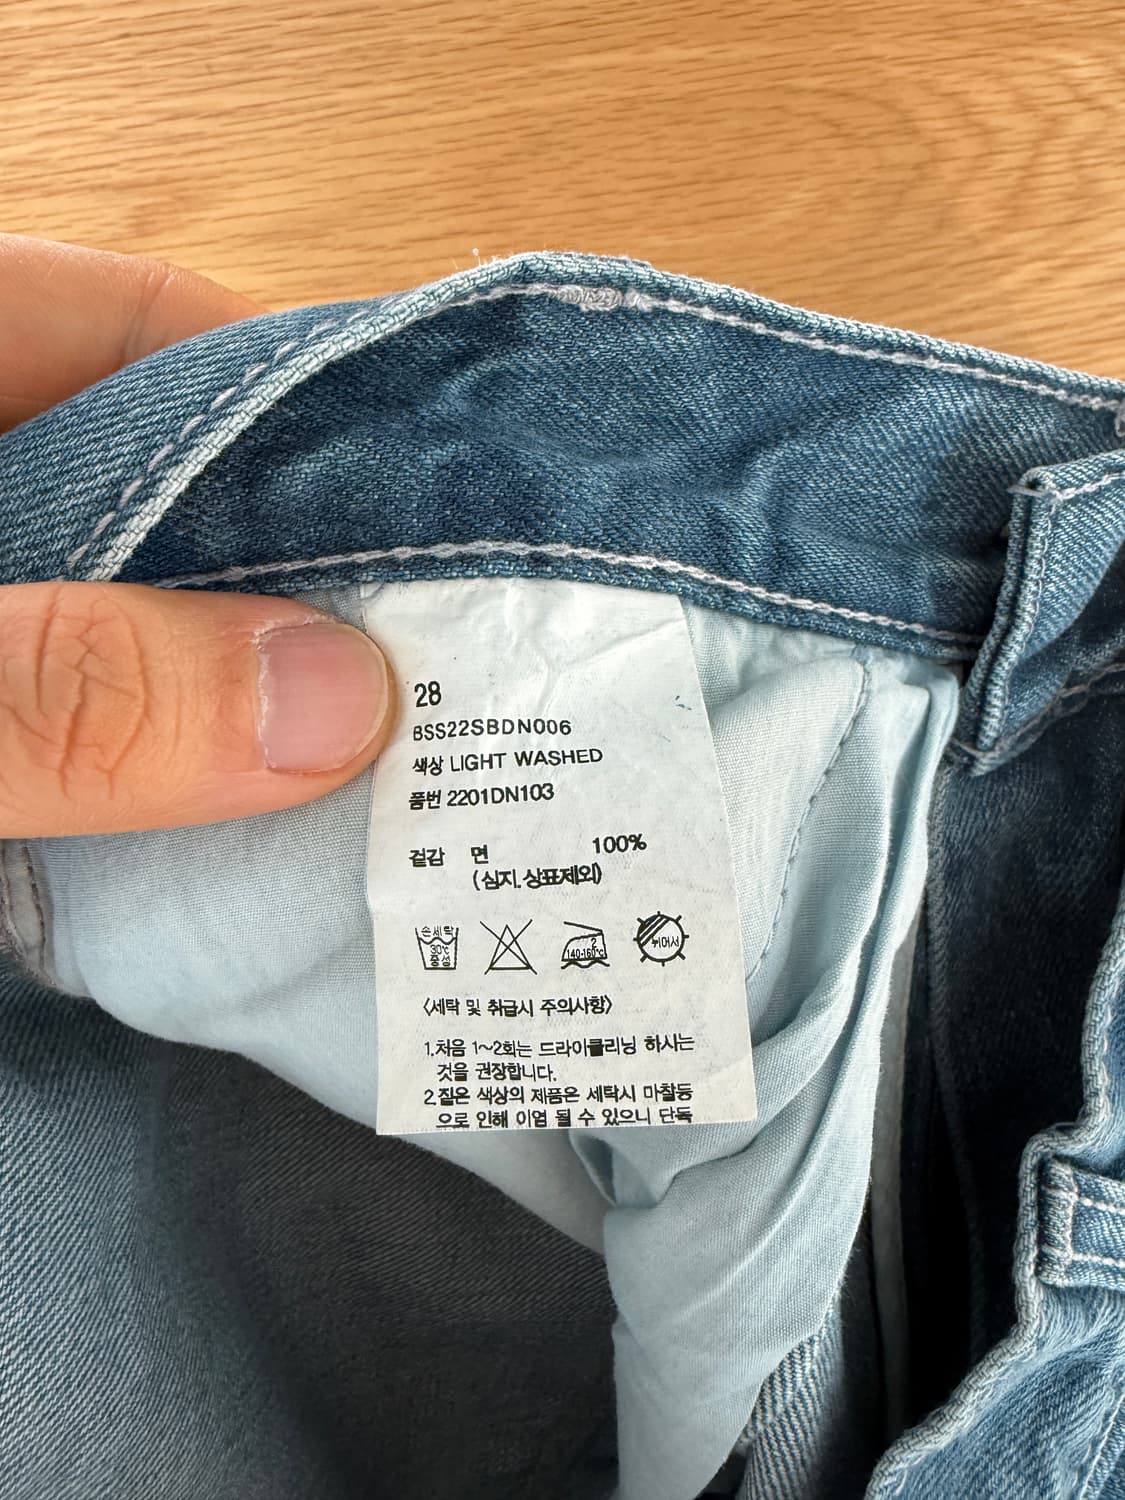 28
BSS22SBDN006
색상 LIGHT WASHED
품번 2201DN103
겉감 면 100%
(심지.상표제외)
손세탁
30℃
중성
2
140-160℃
뉘어서
<세탁 및 취급시 주의사항>
1.처음 1~2회는 드라이클리닝 하시는
것을 권장합니다.
2.짙은 색상의 제품은 세탁시 마찰등
으로 인해 이염 될 수 있으니 단독